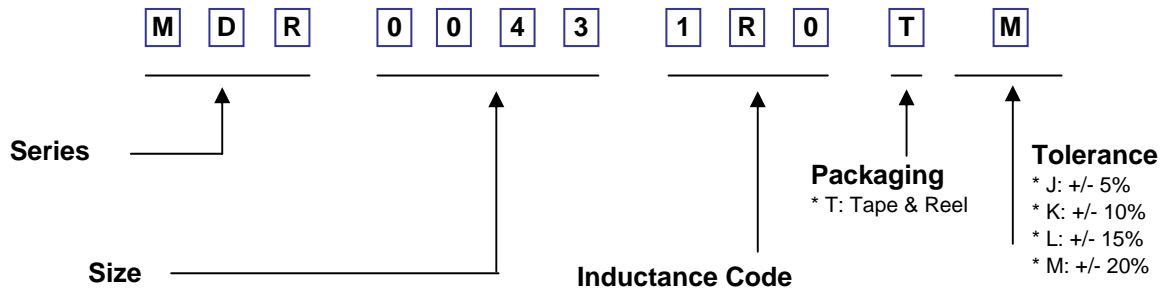 M D R 0 0 4 3 1 R 0 T M
Series
Size
Inductance Code
Packaging
* T: Tape & Reel
Tolerance
* J: +/- 5%
* K: +/- 10%
* L: +/- 15%
* M: +/- 20%